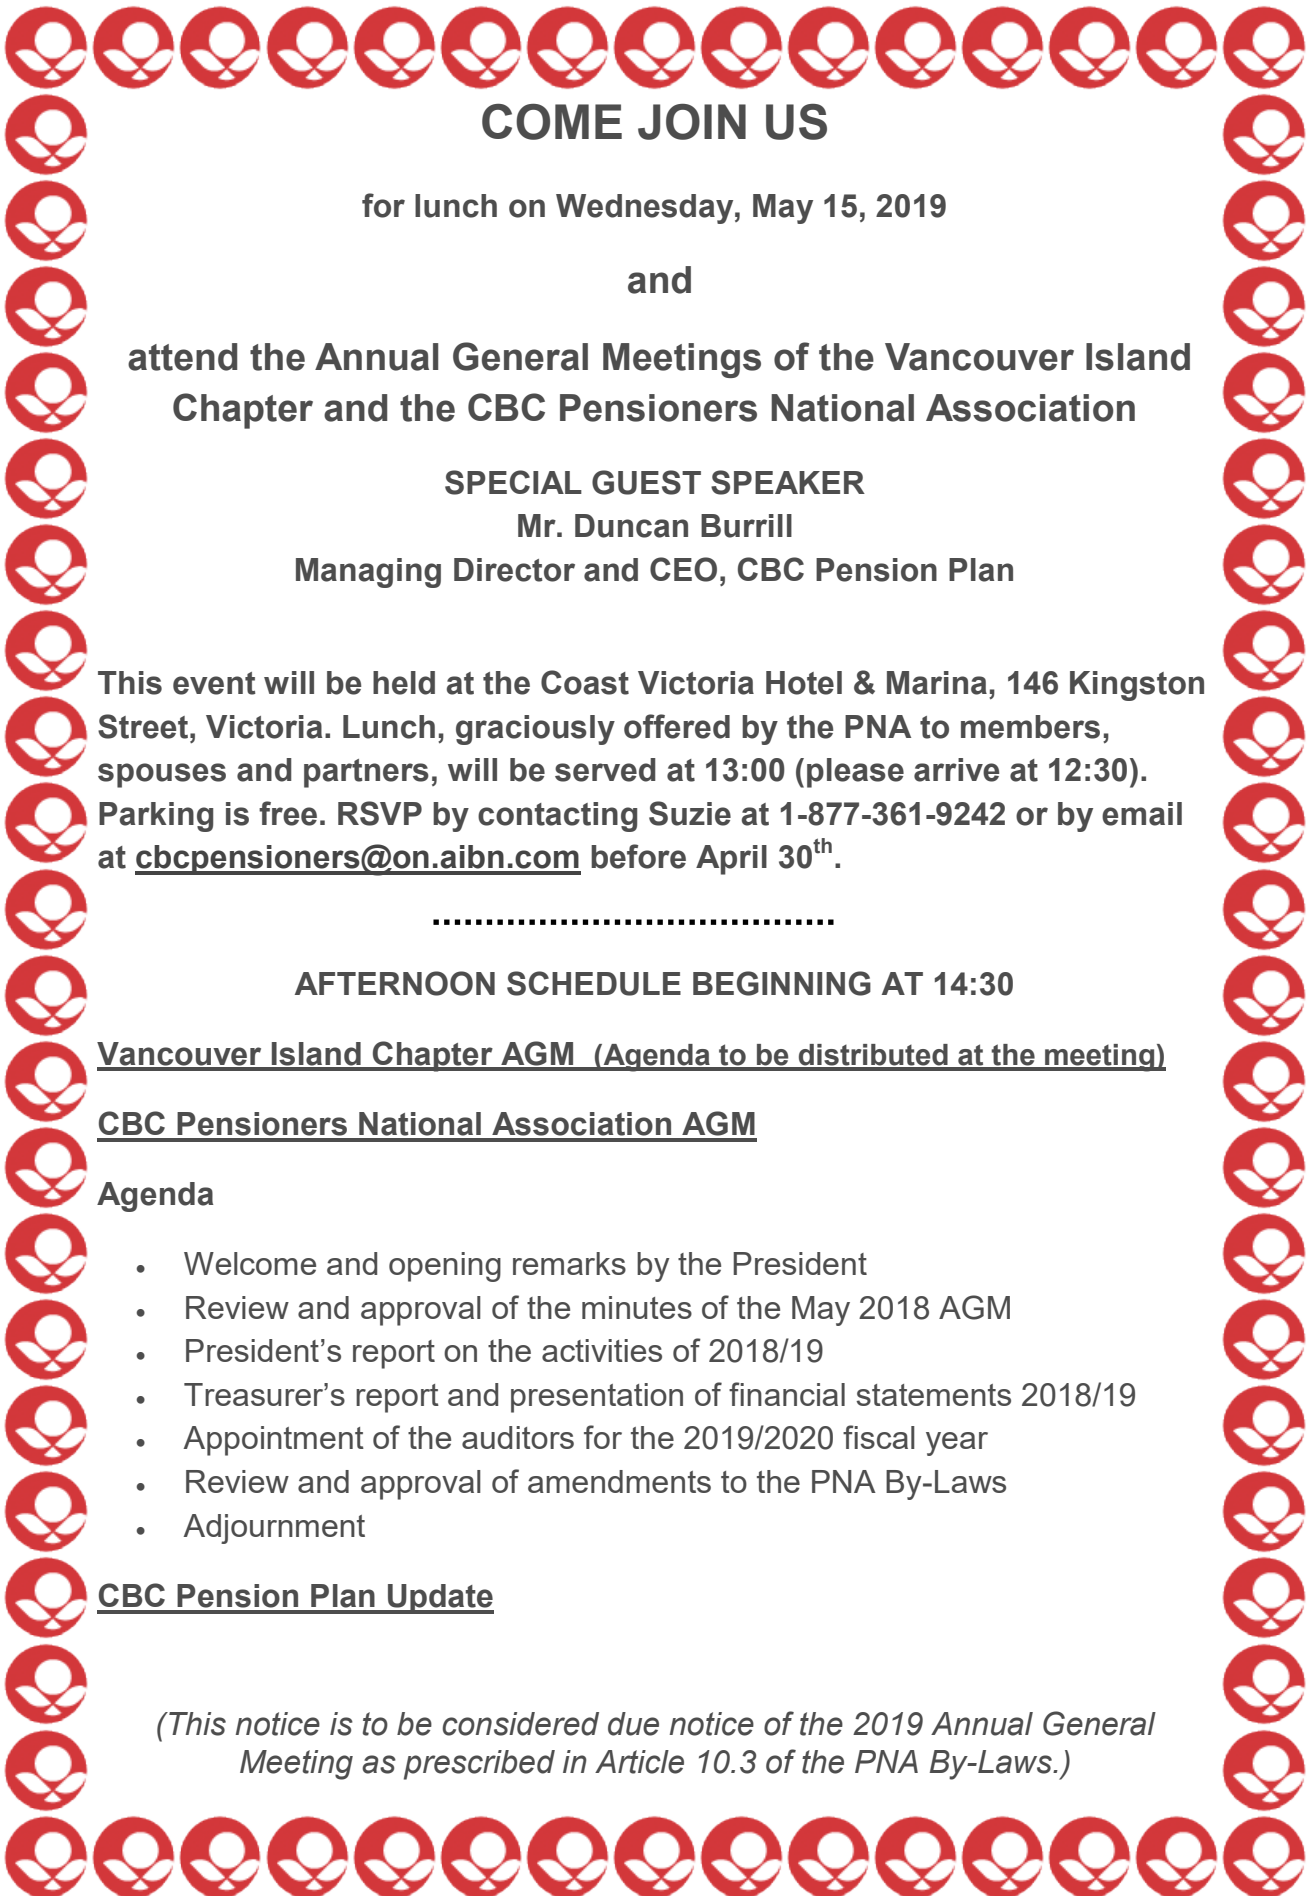 COME JOIN US
for lunch on Wednesday, May 15, 2019
and
attend the Annual General Meetings of the Vancouver Island
Chapter and the CBC Pensioners National Association
SPECIAL GUEST SPEAKER
Mr. Duncan Burrill
Managing Director and CEO, CBC Pension Plan
This event will be held at the Coast Victoria Hotel & Marina, 146 Kingston
Street, Victoria. Lunch, graciously offered by the PNA to members,
spouses and partners, will be served at 13:00 (please arrive at 12:30).
Parking is free. RSVP by contacting Suzie at 1-877-361-9242 or by email
at cbcpensioners@on.aibn.com before April 30th.
......................................
AFTERNOON SCHEDULE BEGINNING AT 14:30
Vancouver Island Chapter AGM (Agenda to be distributed at the meeting)
CBC Pensioners National Association AGM
Agenda
• Welcome and opening remarks by the President
• Review and approval of the minutes of the May 2018 AGM
• President’s report on the activities of 2018/19
• Treasurer’s report and presentation of financial statements 2018/19
• Appointment of the auditors for the 2019/2020 fiscal year
• Review and approval of amendments to the PNA By-Laws
• Adjournment
CBC Pension Plan Update
(This notice is to be considered due notice of the 2019 Annual General
Meeting as prescribed in Article 10.3 of the PNA By-Laws.)